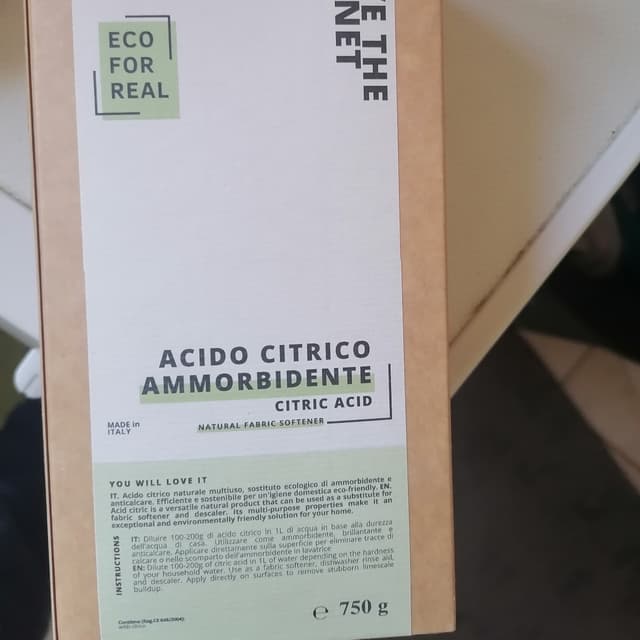 ECO
FOR
REAL
THE
NET
ACIDO CITRICO
AMMORBIDENTE
CITRIC ACID
NATURAL FABRIC SOFTENER
MADE in
ITALY
YOU WILL LOVE IT
IT. Acido citrico naturale multiuso, sostituto ecologico di ammorbidente e
anticalcare. Efficiente e sostenibile per un'igiene domestica eco-friendly. EN.
Acid citric is a versatile natural product that can be used as a substitute for
fabric softener and descaler. Its multi-purpose properties make it an
exceptional and environmentally friendly solution for your home.
INSTRUCTIONS
IT: Diluire 100-200g di acido citrico in 1L di acqua in base alla durezza
dell'acqua di casa. Utilizzare come ammorbidente, brillantante e
anticalcare. Applicare direttamente sulla superficie per eliminare tracce di
calcare o nello scomparto dell'ammorbidente in lavatrice
EN: Dilute 100-200g of citric acid in 1L of water depending on the hardness
of your household water. Use as a fabric softener, dishwasher rinse aid,
and descaler. Apply directly on surfaces to remove stubborn limescale
buildup.
Contiene (Reg.CE 648/2004):
acido citrico
e 750 g